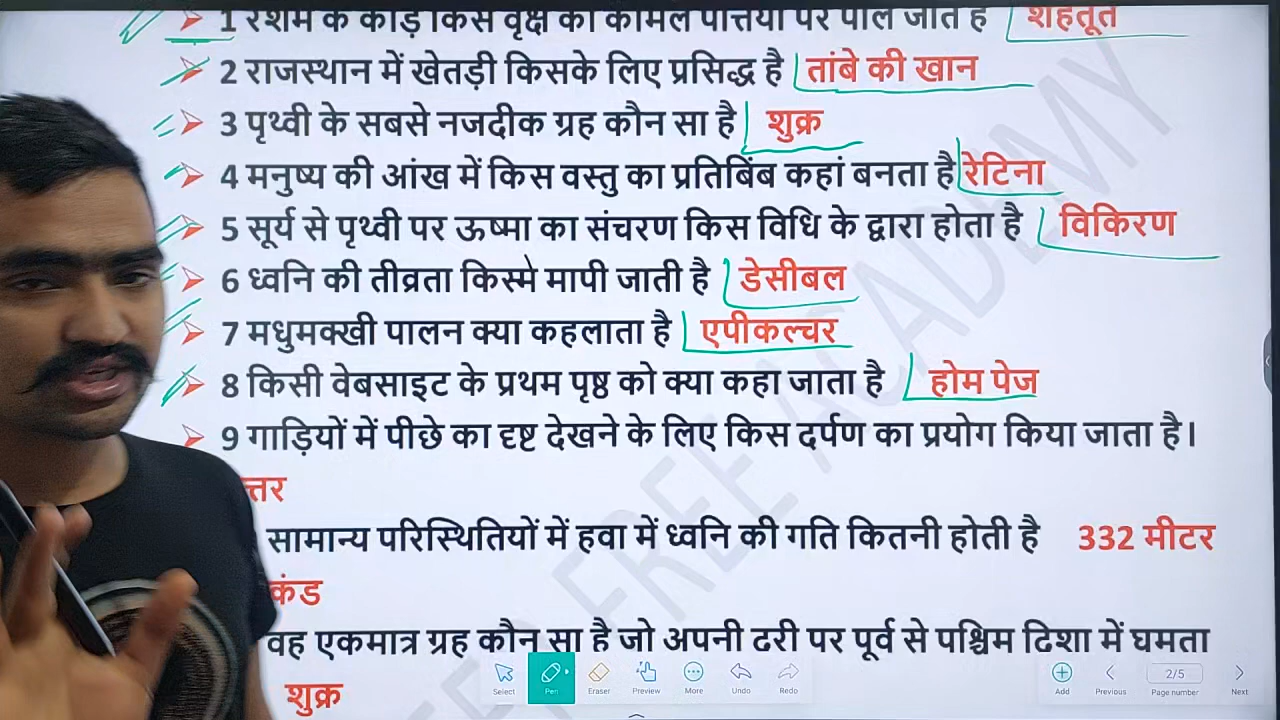 1 रेशम के कीड़े किस वृक्ष की कोमल पत्तियों पर पाले जाते हैं शहतूत
2 राजस्थान में खेतड़ी किसके लिए प्रसिद्ध है तांबे की खान
3 पृथ्वी के सबसे नजदीक ग्रह कौन सा है शुक्र
4 मनुष्य की आंख में किस वस्तु का प्रतिबिंब कहां बनता है रेटिना
5 सूर्य से पृथ्वी पर ऊष्मा का संचरण किस विधि के द्वारा होता है विकिरण
6 ध्वनि की तीव्रता किस्मे मापी जाती है डेसीबल
7 मधुमक्खी पालन क्या कहलाता है एपीकल्चर
8 किसी वेबसाइट के प्रथम पृष्ठ को क्या कहा जाता है होम पेज
9 गाड़ियों में पीछे का दृष्ट देखने के लिए किस दर्पण का प्रयोग किया जाता है।
त्तर
सामान्य परिस्थितियों में हवा में ध्वनि की गति कितनी होती है 332 मीटर
कंड
वह एकमात्र ग्रह कौन सा है जो अपनी दूरी पर पूर्व से पश्चिम दिशा में घूमता
शुक्र
FREE ACADEMY
Select Pen Eraser Preview More Undo Redo Add Previous 2/5 Page number Next